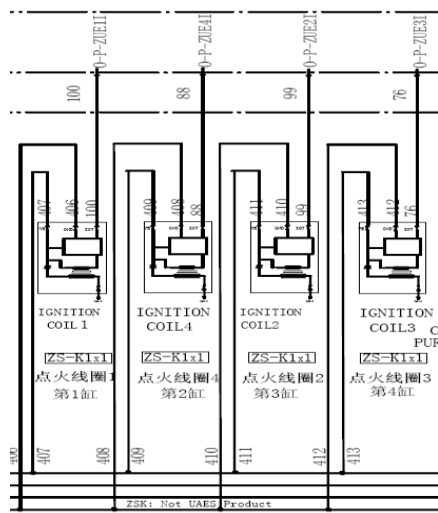 0-P-ZUE1I
0-P-ZUE4I
0-P-ZUE2I
0-P-ZUE3I
100
88
99
76
407
406
100
409
408
88
411
410
99
413
412
76
IGNITION
COIL 1
IGNITION
COIL4
IGNITION
COIL2
IGNITION
COIL3
C
PUR
ZS-K1x1
ZS-K1x1
ZS-K1x1
ZS-K1x1
点火线圈1
第1缸
点火线圈4
第2缸
点火线圈2
第3缸
点火线圈3
第4缸
406
407
408
409
410
411
412
413
ZSK: Not UAES Product